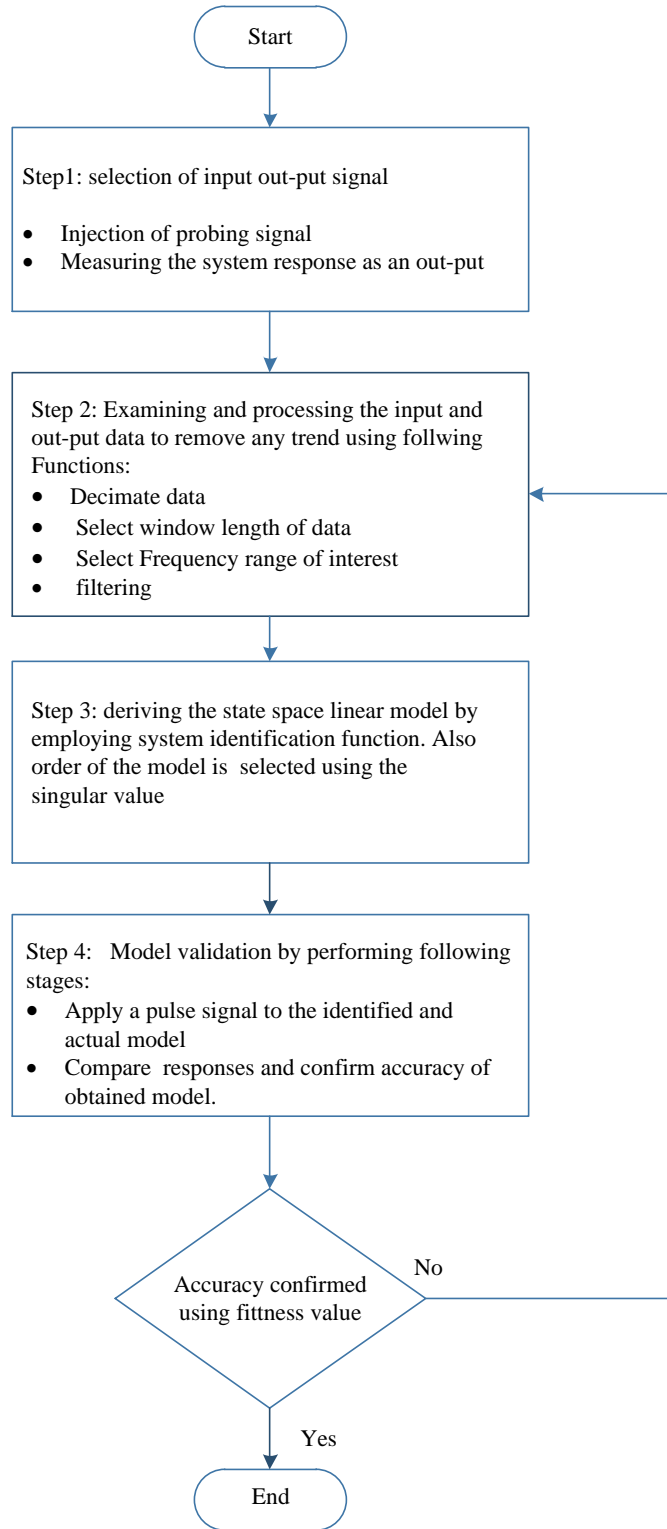 Start
Step1: selection of input out-put signal
• Injection of probing signal
• Measuring the system response as an out-put
Step 2: Examining and processing the input and
out-put data to remove any trend using follwing
Functions:
• Decimate data
• Select window length of data
• Select Frequency range of interest
• filtering
Step 3: deriving the state space linear model by
employing system identification function. Also
order of the model is selected using the
singular value
Step 4: Model validation by performing following
stages:
• Apply a pulse signal to the identified and
actual model
• Compare responses and confirm accuracy of
obtained model.
Accuracy confirmed
using fittness value
No
Yes
End